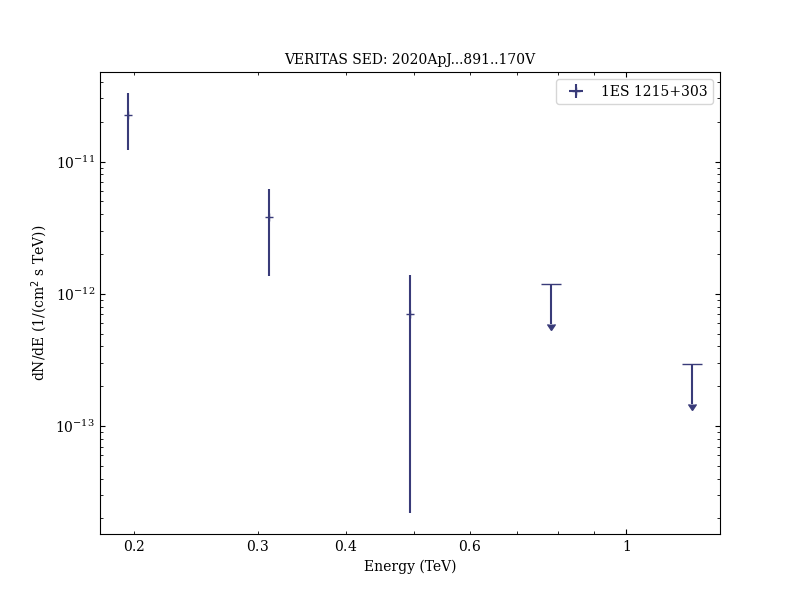 VERITAS SED: 2020ApJ...891..170V
1ES 1215+303
10⁻¹¹
10⁻¹²
10⁻¹³
dN/dE (1/(cm² s TeV))
0.2 0.3 0.4 0.6 1
Energy (TeV)